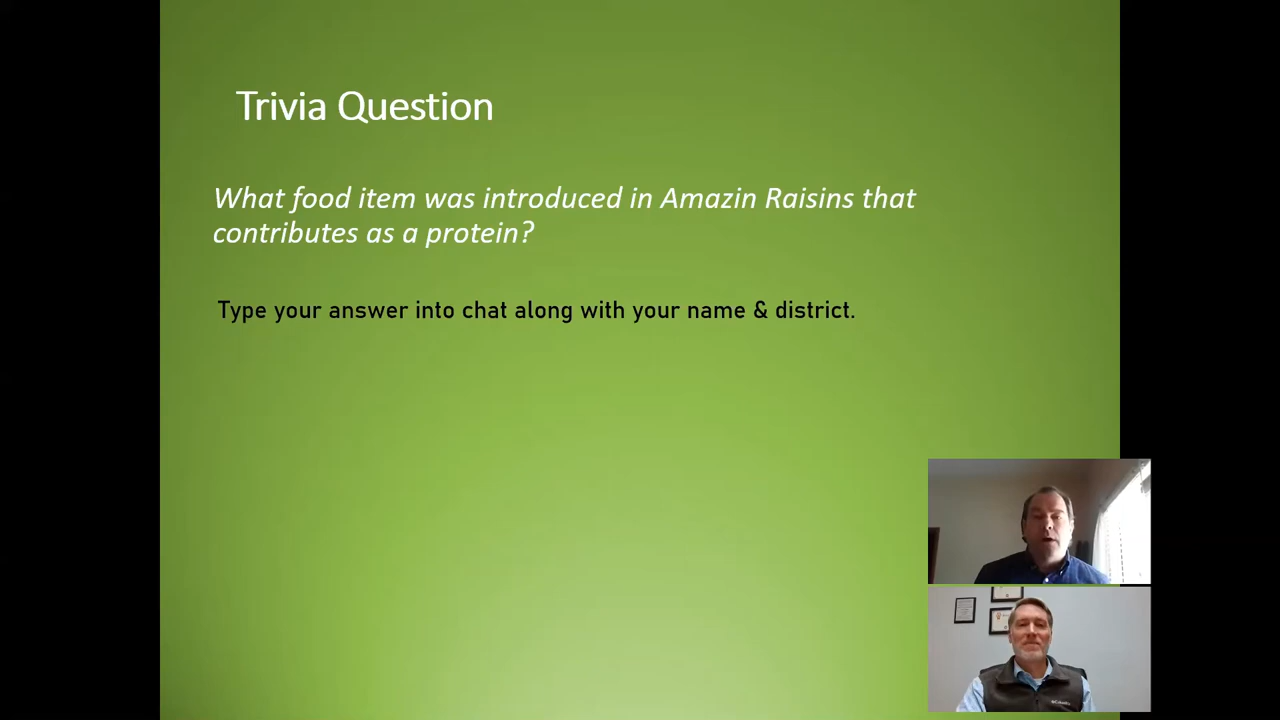 Trivia Question
What food item was introduced in Amazin Raisins that
contributes as a protein?
Type your answer into chat along with your name & district.
Columbia